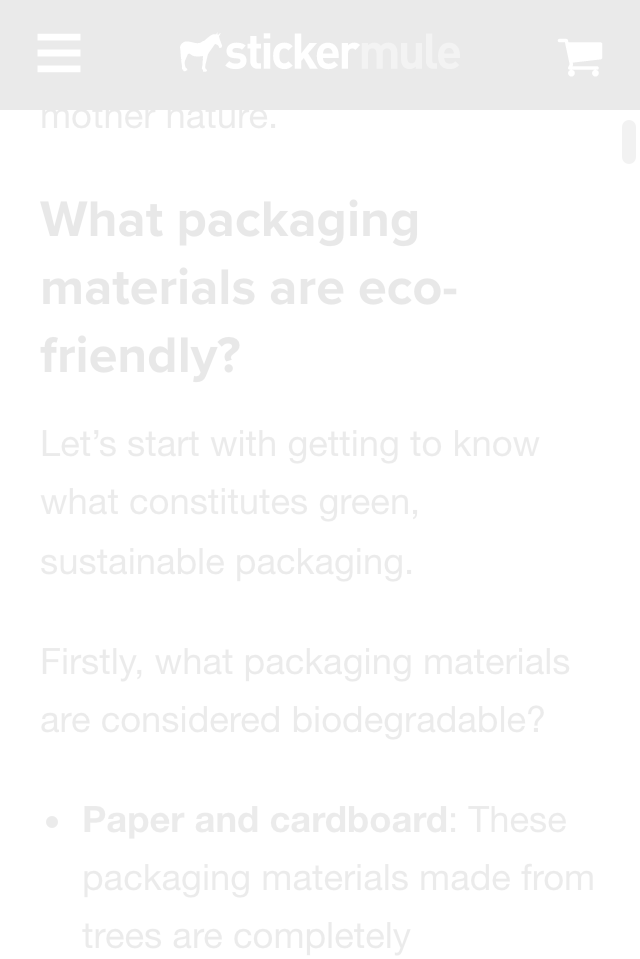 stickermule
mother nature.
What packaging
materials are eco-
friendly?
Let’s start with getting to know
what constitutes green,
sustainable packaging.
Firstly, what packaging materials
are considered biodegradable?
• Paper and cardboard: These
packaging materials made from
trees are completely